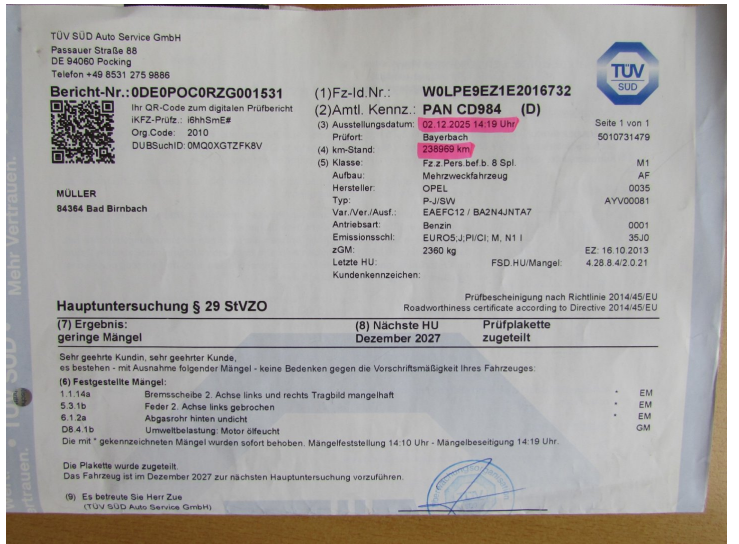 TÜV SÜD Auto Service GmbH
Passauer Straße 88
DE 94060 Pocking
Telefon +49 8531 275 9886
TÜV
SÜD
Bericht-Nr.:0DE0POC0RZG001531
Ihr QR-Code zum digitalen Prüfbericht
iKFZ-Prüfz.: i6hhSmE#
Org.Code: 2010
DUBSuchID:0MQ0XGTZFK8V
MÜLLER
84364 Bad Birnbach
(1)Fz-Id.Nr.: W0LPE9EZ1E2016732
(2)Amtl. Kennz.: PAN CD984 (D)
(3) Ausstellungsdatum: 02.12.2025 14:19 Uhr Seite 1 von 1
Prüfort: Bayerbach 5010731479
(4) km-Stand: 238969 km
(5) Klasse: Fz.z.Pers.bef.b. 8 Spl. M1
Aufbau: Mehrzweckfahrzeug AF
Hersteller: OPEL 0035
Typ: P-J/SW AYV00081
Var./Ver./Ausf.: EAEFC12 / BA2N4JNTA7
Antriebsart: Benzin 0001
Emissionsschl: EURO5;J;PI/CI; M, N1 I 35J0
zGM: 2360 kg EZ: 16.10.2013
Letzte HU: FSD.HU/Mangel: 4.28.8.4/2.0.21
Kundenkennzeichen:
Mehr Vertrauen.
Prüfbescheinigung nach Richtlinie 2014/45/EU
Hauptuntersuchung § 29 StVZO Roadworthiness certificate according to Directive 2014/45/EU
(7) Ergebnis: (8) Nächste HU Prüfplakette
geringe Mängel Dezember 2027 zugeteilt
Sehr geehrte Kundin, sehr geehrter Kunde,
es bestehen - mit Ausnahme folgender Mängel - keine Bedenken gegen die Vorschriftsmäßigkeit Ihres Fahrzeuges:
(6) Festgestellte Mängel:
1.1.14a Bremsscheibe 2. Achse links und rechts Tragbild mangelhaft * EM
5.3.1b Feder 2. Achse links gebrochen * EM
6.1.2a Abgasrohr hinten undicht * EM
D8.4.1b Umweltbelastung: Motor ölfeucht GM
Die mit * gekennzeichneten Mängel wurden sofort behoben. Mängelfeststellung 14:10 Uhr - Mängelbeseitigung 14:19 Uhr.
Die Plakette wurde zugeteilt.
Das Fahrzeug ist im Dezember 2027 zur nächsten Hauptuntersuchung vorzuführen.
(9) Es betreute Sie Herr Zue
(TÜV SÜD Auto Service GmbH)